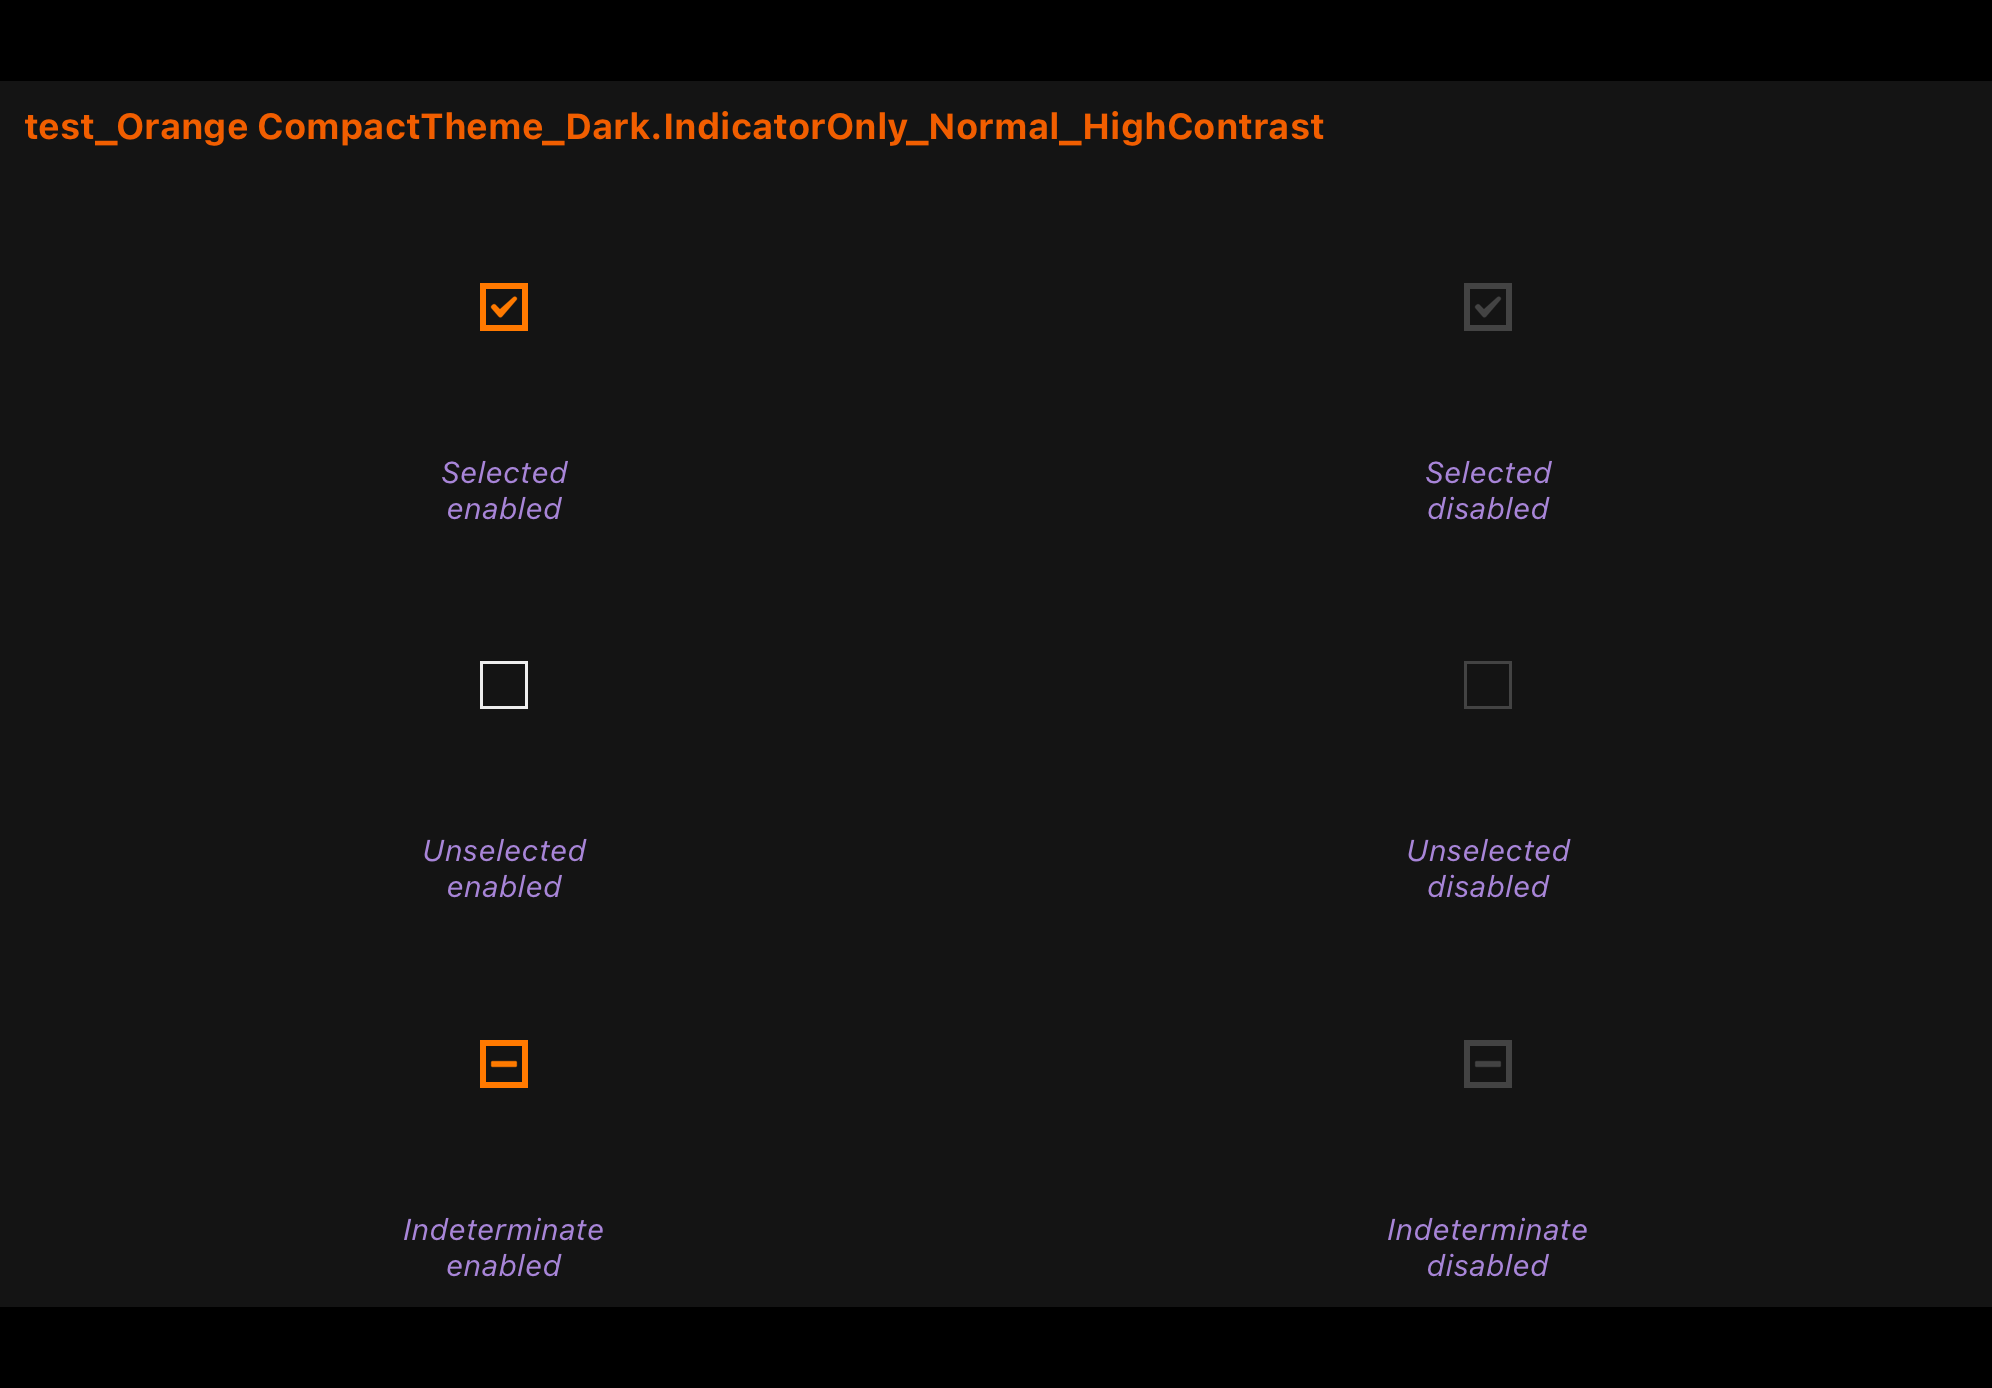 test_Orange CompactTheme_Dark.IndicatorOnly_Normal_HighContrast
Selected
enabled
Selected
disabled
Unselected
enabled
Unselected
disabled
Indeterminate
enabled
Indeterminate
disabled